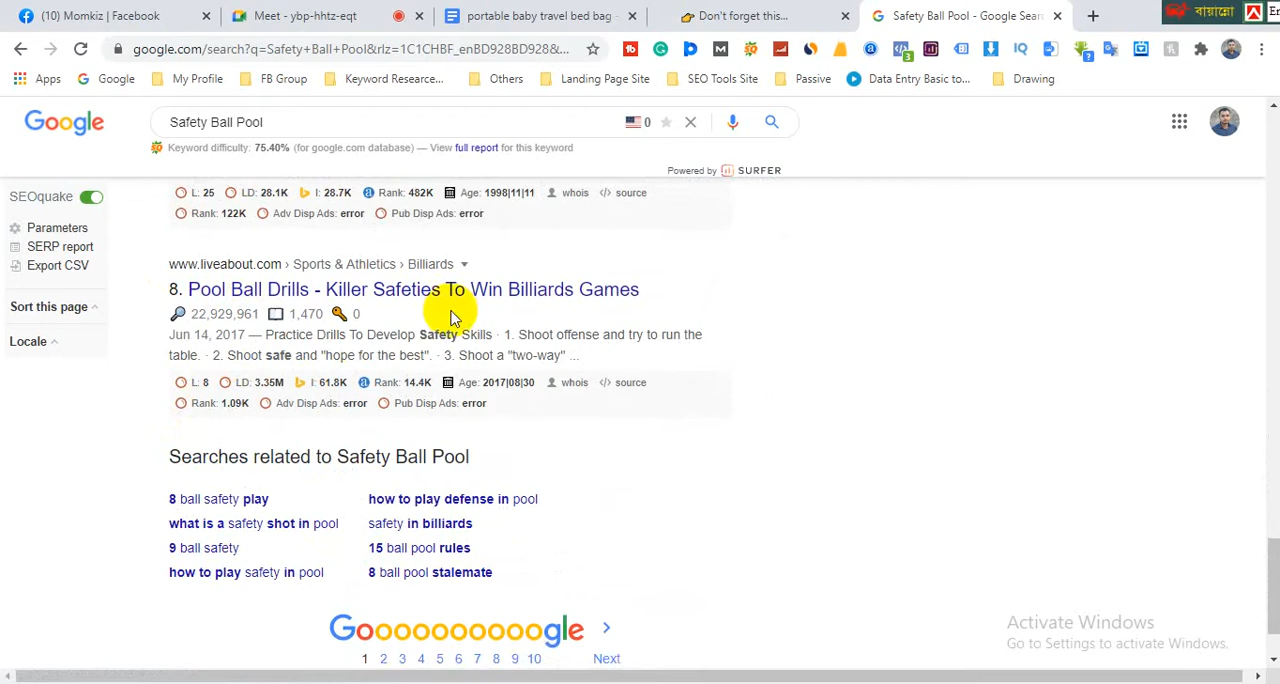 (10) Momkiz | Facebook
Meet - ybp-hhtz-eqt
portable baby travel bed bag -
Don't forget this...
Safety Ball Pool - Google Sear
বায়ান্নো
google.com/search?q=Safety+Ball+Pool&rlz=1C1CHBF_enBD928BD928&...
Apps
Google
My Profile
FB Group
Keyword Researce...
Others
Landing Page Site
SEO Tools Site
Passive
Data Entry Basic to...
Drawing
Google
Safety Ball Pool
0
Keyword difficulty: 75.40% (for google.com database) — View full report for this keyword
Powered by SURFER
SEOquake
Parameters
SERP report
Export CSV
Sort this page
Locale
L: 25 LD: 28.1K I: 28.7K Rank: 482K Age: 1998|11|11 whois </> source
Rank: 122K Adv Disp Ads: error Pub Disp Ads: error
www.liveabout.com › Sports & Athletics › Billiards
8. Pool Ball Drills - Killer Safeties To Win Billiards Games
22,929,961 1,470 0
Jun 14, 2017 — Practice Drills To Develop Safety Skills · 1. Shoot offense and try to run the
table. · 2. Shoot safe and "hope for the best". · 3. Shoot a "two-way" ...
L: 8 LD: 3.35M I: 61.8K Rank: 14.4K Age: 2017|08|30 whois </> source
Rank: 1.09K Adv Disp Ads: error Pub Disp Ads: error
Searches related to Safety Ball Pool
8 ball safety play
how to play defense in pool
what is a safety shot in pool
safety in billiards
9 ball safety
15 ball pool rules
how to play safety in pool
8 ball pool stalemate
Goooooooooogle
1 2 3 4 5 6 7 8 9 10 Next
Activate Windows
Go to Settings to activate Windows.